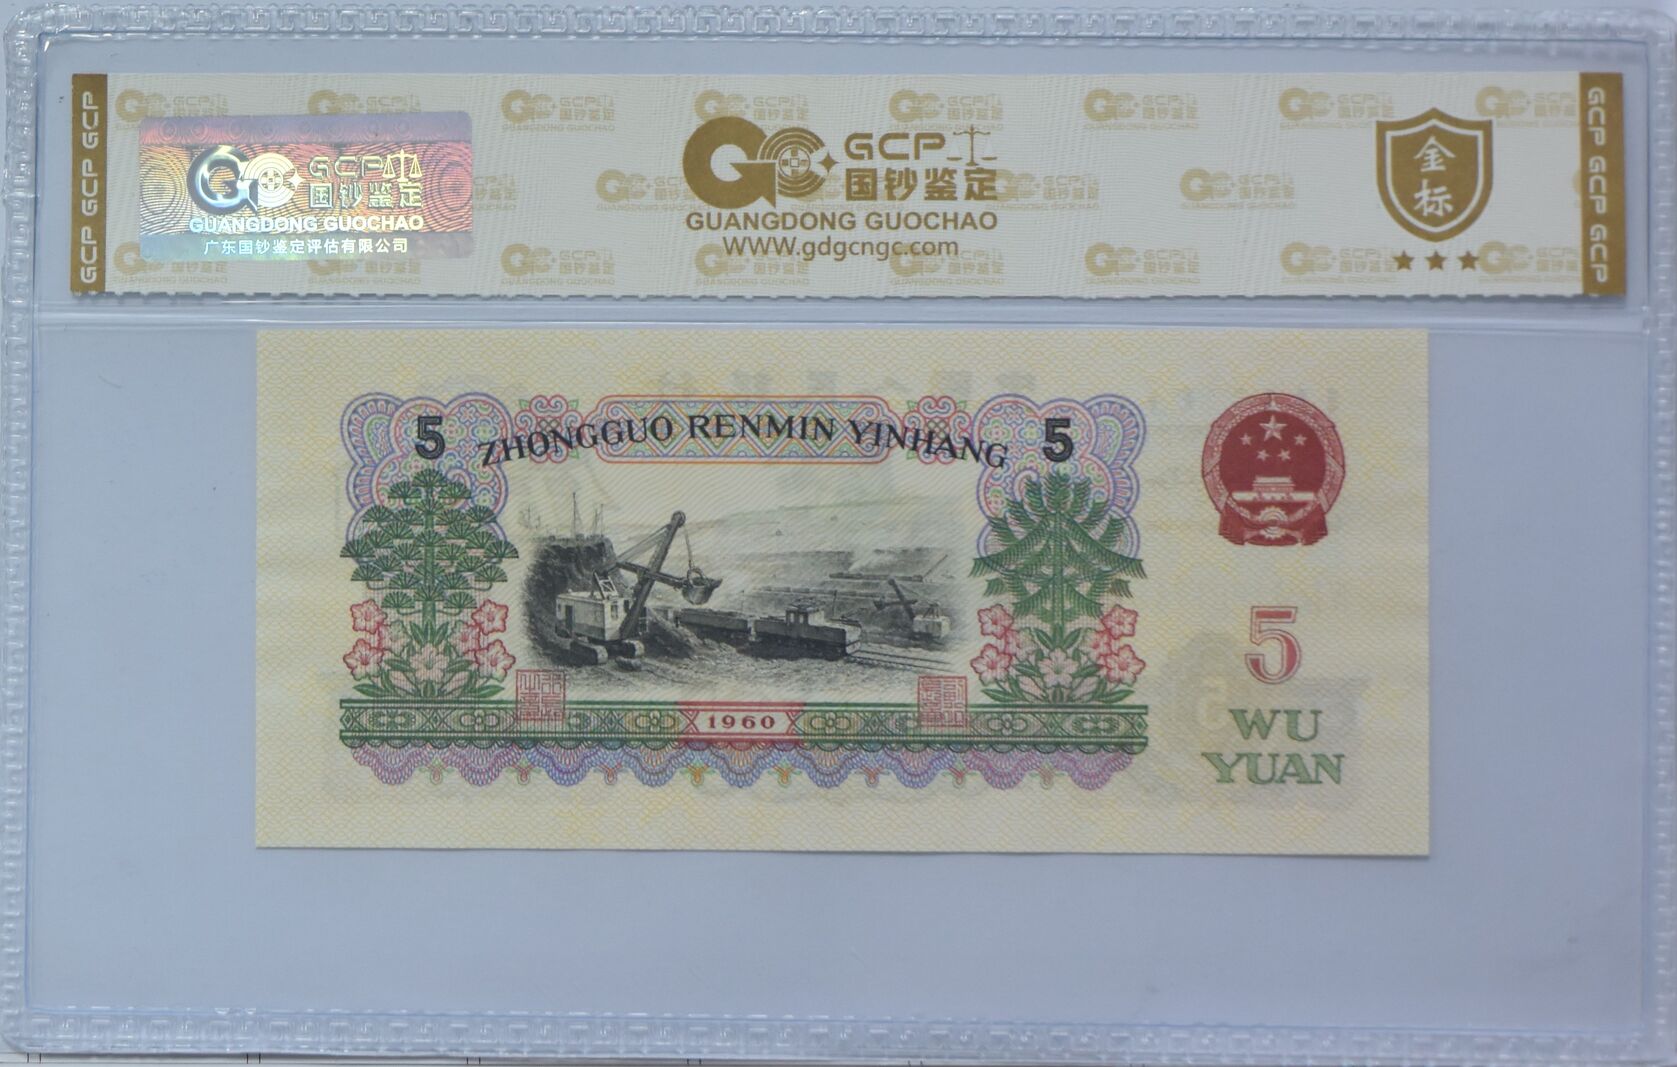 GCP GCP GCP
GCP
国钞鉴定
GUANGDONG GUOCHAO
广东国钞鉴定评估有限公司
GCP
国钞鉴定
GUANGDONG GUOCHAO
WWW.gdgcngc.com
金
标
GCP GCP GCP GCP
5
ZHONGGUO RENMIN YINHANG
5
1960
5
WU
YUAN